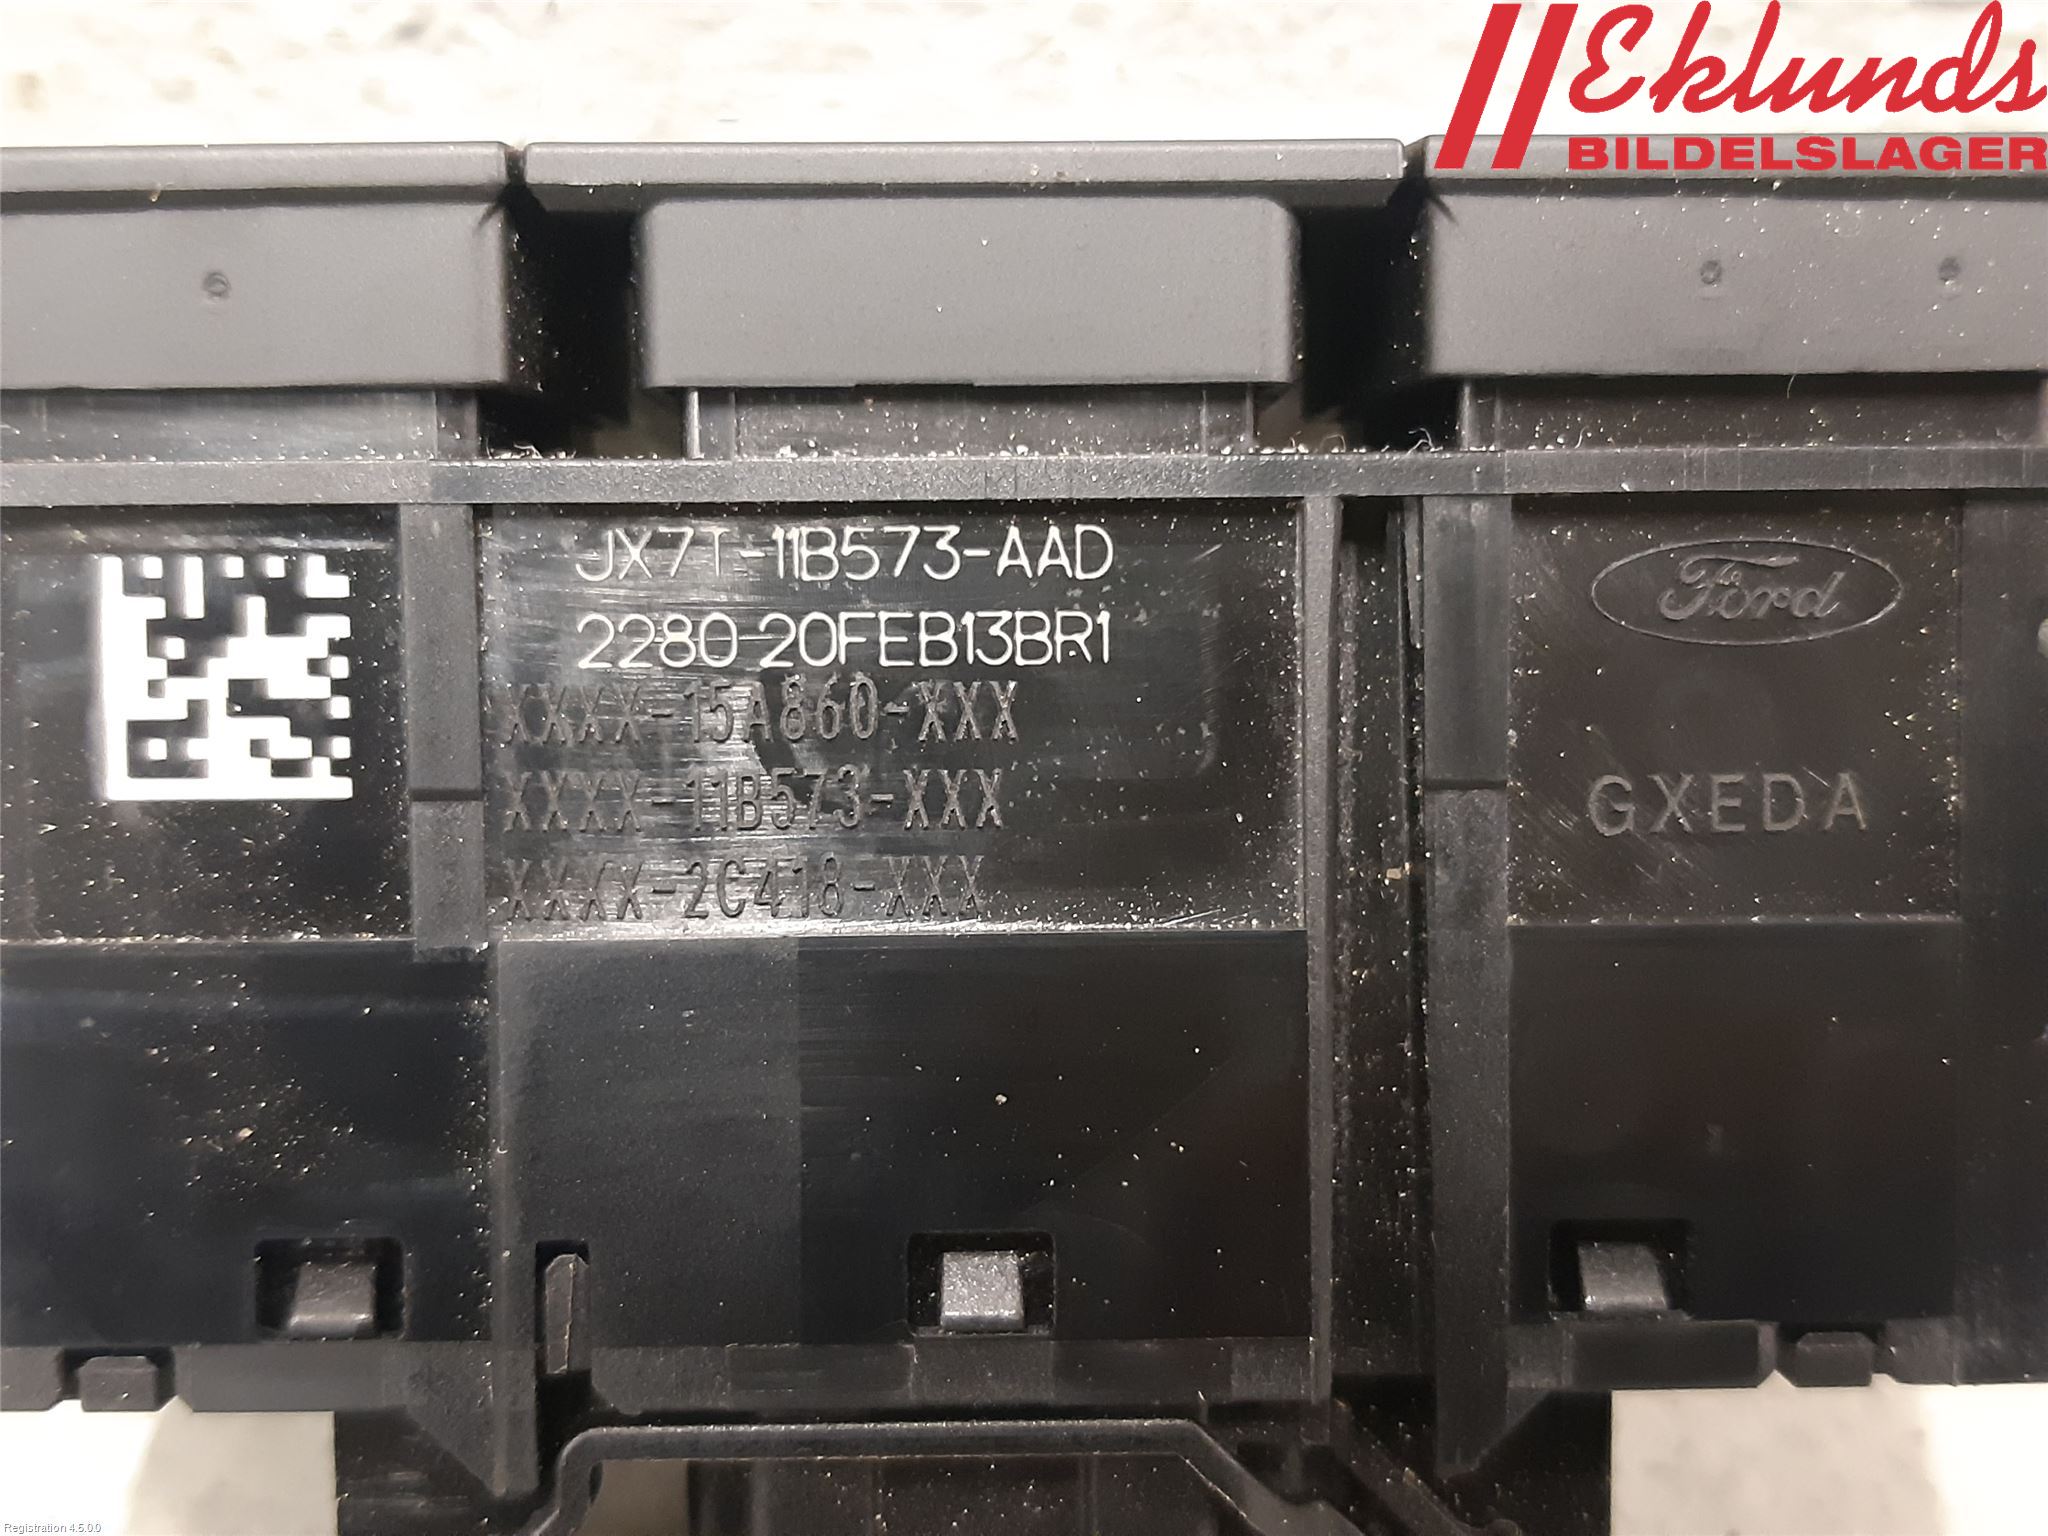 Eklunds
BILDELSLAGER
JX7T-11B573-AAD
2280-20FEB13BR1
XXXX-15A860-XXX
XXXX-11B573-XXX
XXXX-2C418-XXX
Ford
GXEDA
Registration 4.5.0.0